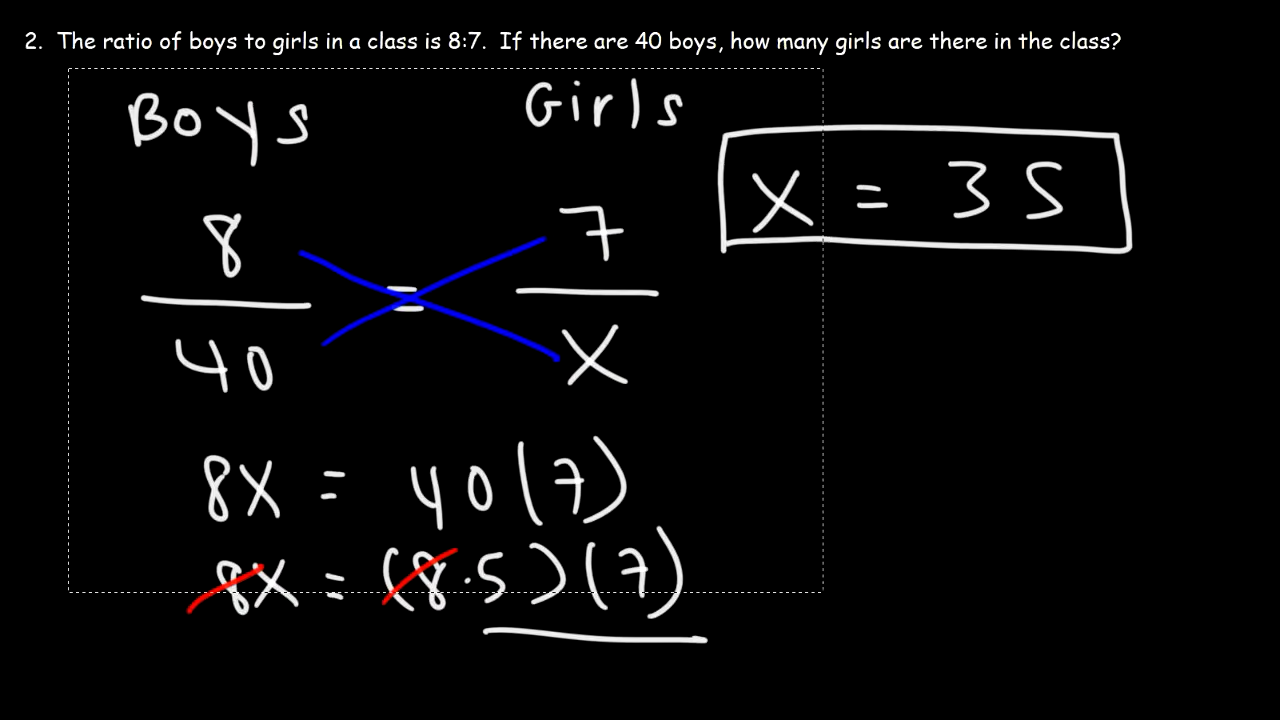 2. The ratio of boys to girls in a class is 8:7. If there are 40 boys, how many girls are there in the class?
Boys Girls
X = 35
8 = 7
40 X
8X = 40(7)
8X = (8·5)(7)